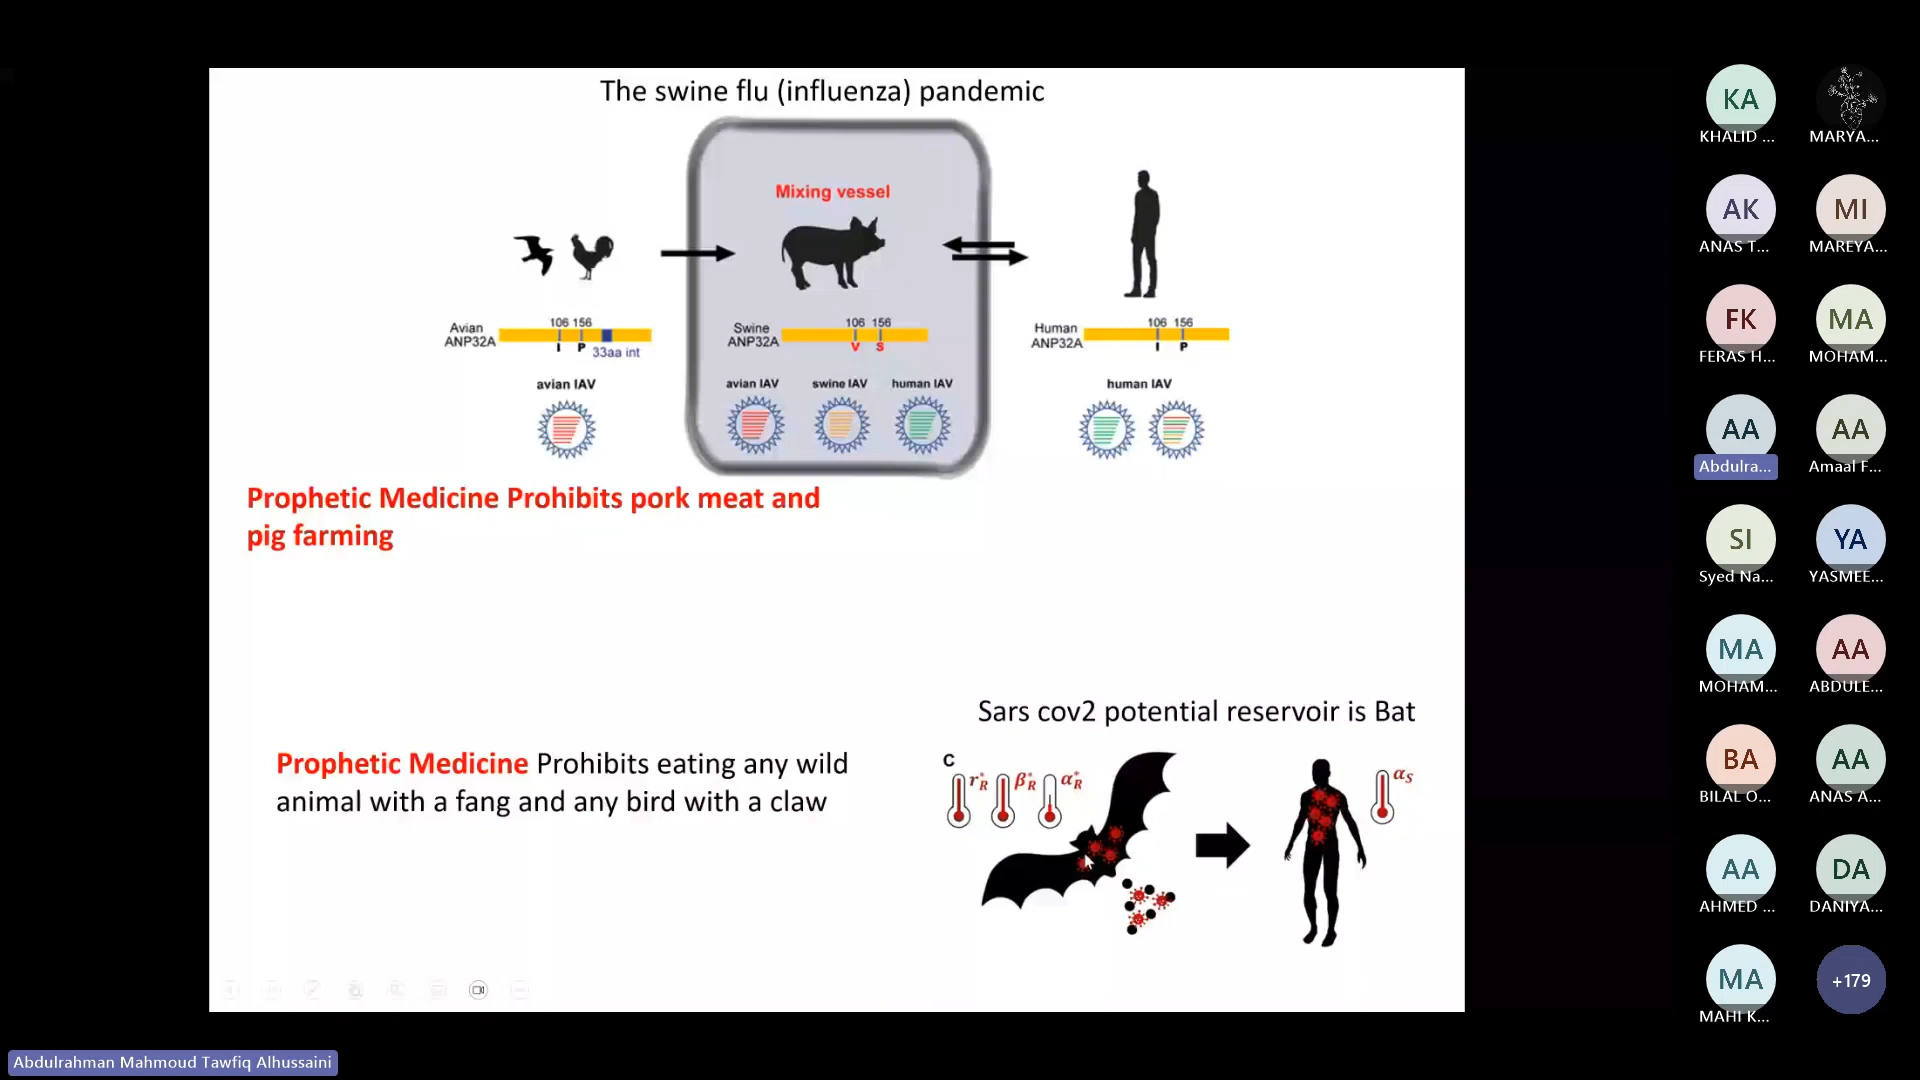 The swine flu (influenza) pandemic
Mixing vessel
Avian
ANP32A
106 156
I P
33aa int
Swine
ANP32A
106 156
V S
Human
ANP32A
106 156
I P
avian IAV
avian IAV
swine IAV
human IAV
human IAV
Prophetic Medicine Prohibits pork meat and
pig farming
Sars cov2 potential reservoir is Bat
Prophetic Medicine Prohibits eating any wild
animal with a fang and any bird with a claw
C
r*R
β*R
α*R
αS
KA
KHALID ...
MARYA...
AK
ANAS T...
MI
MAREYA...
FK
FERAS H...
MA
MOHAM...
AA
Abdulra...
AA
Amaal F...
SI
Syed Na...
YA
YASMEE...
MA
MOHAM...
AA
ABDULE...
BA
BILAL O...
AA
ANAS A...
AA
AHMED ...
DA
DANIYA...
MA
MAHI K...
+179
Abdulrahman Mahmoud Tawfiq Alhussaini